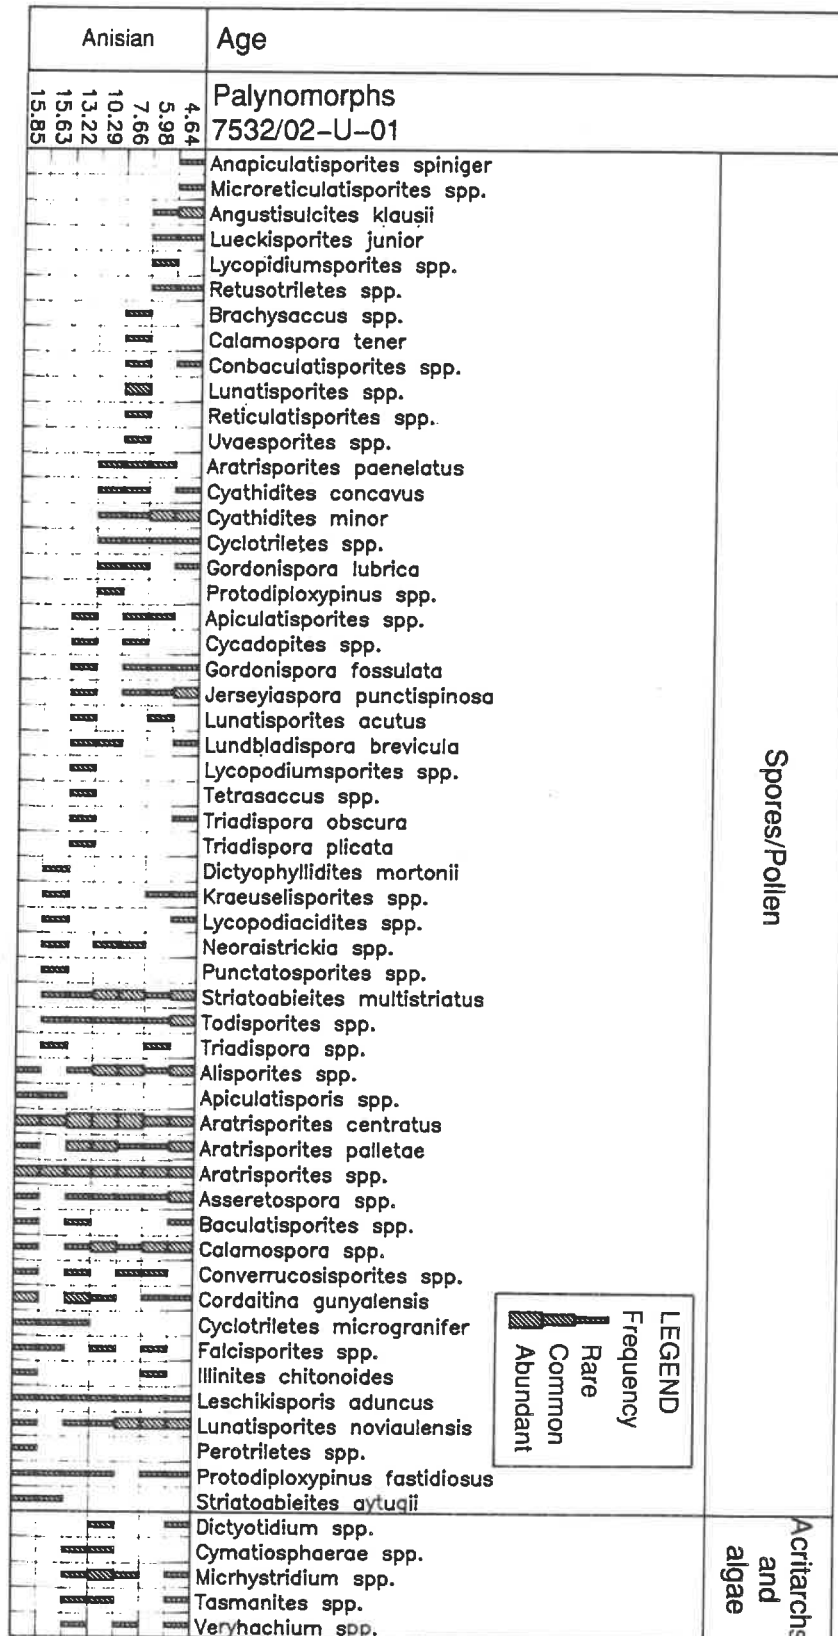 Anisian
Age
4.64
5.98
7.66
10.29
13.22
15.63
15.85
Palynomorphs
7532/02-U-01
Anapiculatisporites spiniger
Microreticulatisporites spp.
Angustisulcites klausii
Lueckisporites junior
Lycopidiumsporites spp.
Retusotriletes spp.
Brachysaccus spp.
Calamospora tener
Conbaculatisporites spp.
Lunatisporites spp.
Reticulatisporites spp.
Uvaesporites spp.
Aratrisporites paenelatus
Cyathidites concavus
Cyathidites minor
Cyclotriletes spp.
Gordonispora lubrica
Protodiploxypinus spp.
Apiculatisporites spp.
Cycadopites spp.
Gordonispora fossulata
Jerseyiaspora punctispinosa
Lunatisporites acutus
Lundbladispora brevicula
Lycopodiumsporites spp.
Tetrasaccus spp.
Triadispora obscura
Triadispora plicata
Dictyophyllidites mortonii
Kraeuselisporites spp.
Lycopodiacidites spp.
Neoraistrickia spp.
Punctatosporites spp.
Striatoabieites multistriatus
Todisporites spp.
Triadispora spp.
Alisporites spp.
Apiculatisporis spp.
Aratrisporites centratus
Aratrisporites palletae
Aratrisporites spp.
Asseretospora spp.
Baculatisporites spp.
Calamospora spp.
Converrucosisporites spp.
Cordaitina gunyalensis
Cyclotriletes microgranifer
Falcisporites spp.
Illinites chitonoides
Leschikisporis aduncus
Lunatisporites noviaulensis
Perotriletes spp.
Protodiploxypinus fastidiosus
Striatoabieites aytugii
Dictyotidium spp.
Cymatiosphaerae spp.
Micrhystridium spp.
Tasmanites spp.
Veryhachium spp.
Spores/Pollen
Acritarchs
and
algae
LEGEND
Frequency
Rare
Common
Abundant